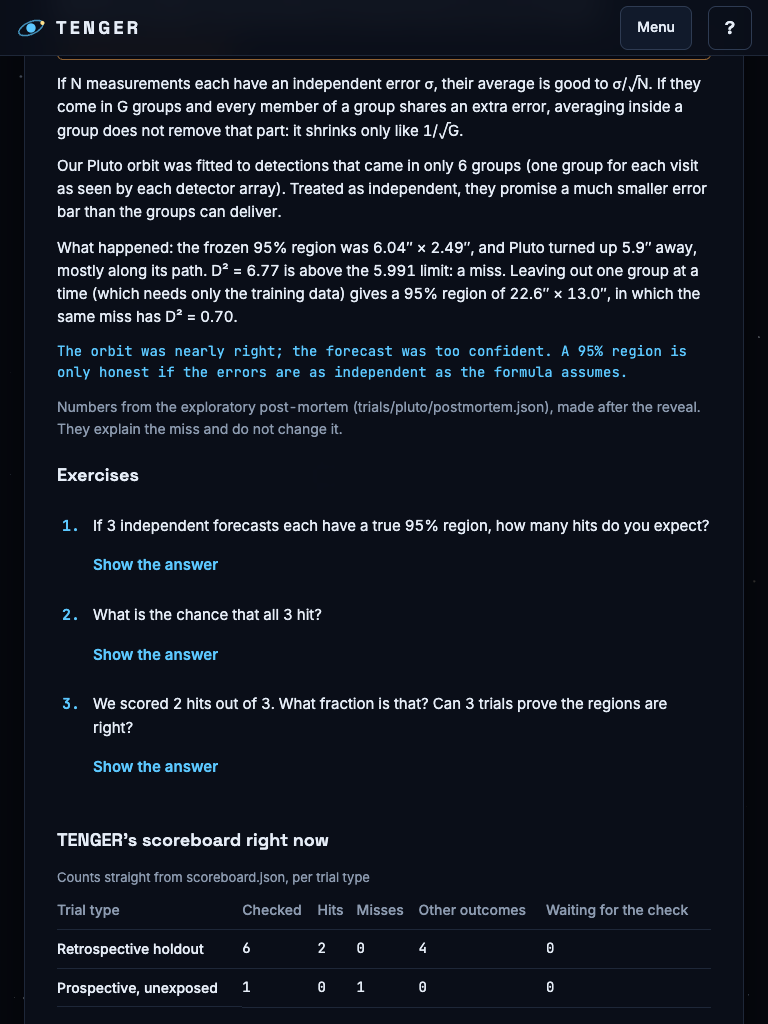 TENGER
Menu
?
If N measurements each have an independent error σ, their average is good to σ/√N. If they
come in G groups and every member of a group shares an extra error, averaging inside a
group does not remove that part: it shrinks only like 1/√G.
Our Pluto orbit was fitted to detections that came in only 6 groups (one group for each visit
as seen by each detector array). Treated as independent, they promise a much smaller error
bar than the groups can deliver.
What happened: the frozen 95% region was 6.04″ × 2.49″, and Pluto turned up 5.9″ away,
mostly along its path. D² = 6.77 is above the 5.991 limit: a miss. Leaving out one group at a
time (which needs only the training data) gives a 95% region of 22.6″ × 13.0″, in which the
same miss has D² = 0.70.
The orbit was nearly right; the forecast was too confident. A 95% region is
only honest if the errors are as independent as the formula assumes.
Numbers from the exploratory post-mortem (trials/pluto/postmortem.json), made after the reveal.
They explain the miss and do not change it.
Exercises
1. If 3 independent forecasts each have a true 95% region, how many hits do you expect?
Show the answer
2. What is the chance that all 3 hit?
Show the answer
3. We scored 2 hits out of 3. What fraction is that? Can 3 trials prove the regions are
right?
Show the answer
TENGER's scoreboard right now
Counts straight from scoreboard.json, per trial type
Trial type Checked Hits Misses Other outcomes Waiting for the check
Retrospective holdout 6 2 0 4 0
Prospective, unexposed 1 0 1 0 0